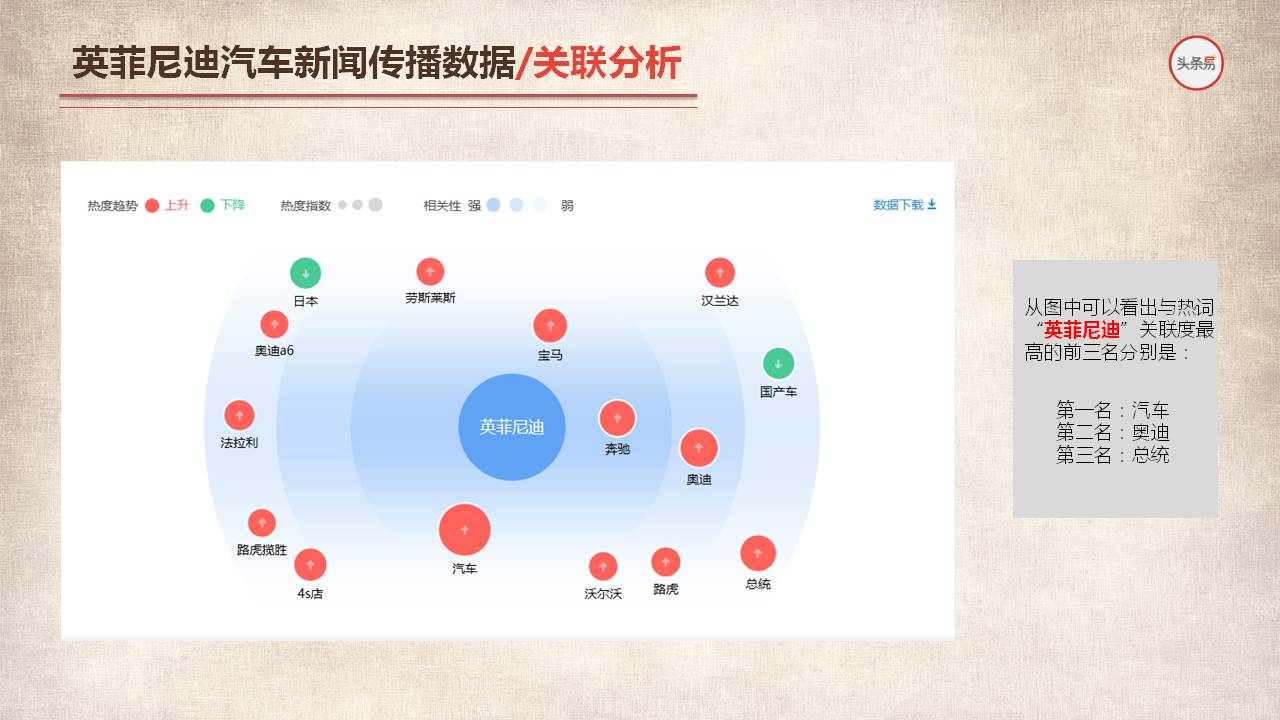 英菲尼迪汽车新闻传播数据/关联分析
头条易
热度趋势 上升 下降 热度指数 相关性 强 弱 数据下载
日本
劳斯莱斯
汉兰达
奥迪a6
宝马
国产车
法拉利
英菲尼迪
奔驰
奥迪
路虎揽胜
4s店
汽车
沃尔沃
路虎
总统
从图中可以看出与热词
“英菲尼迪”关联度最
高的前三名分别是：
第一名：汽车
第二名：奥迪
第三名：总统